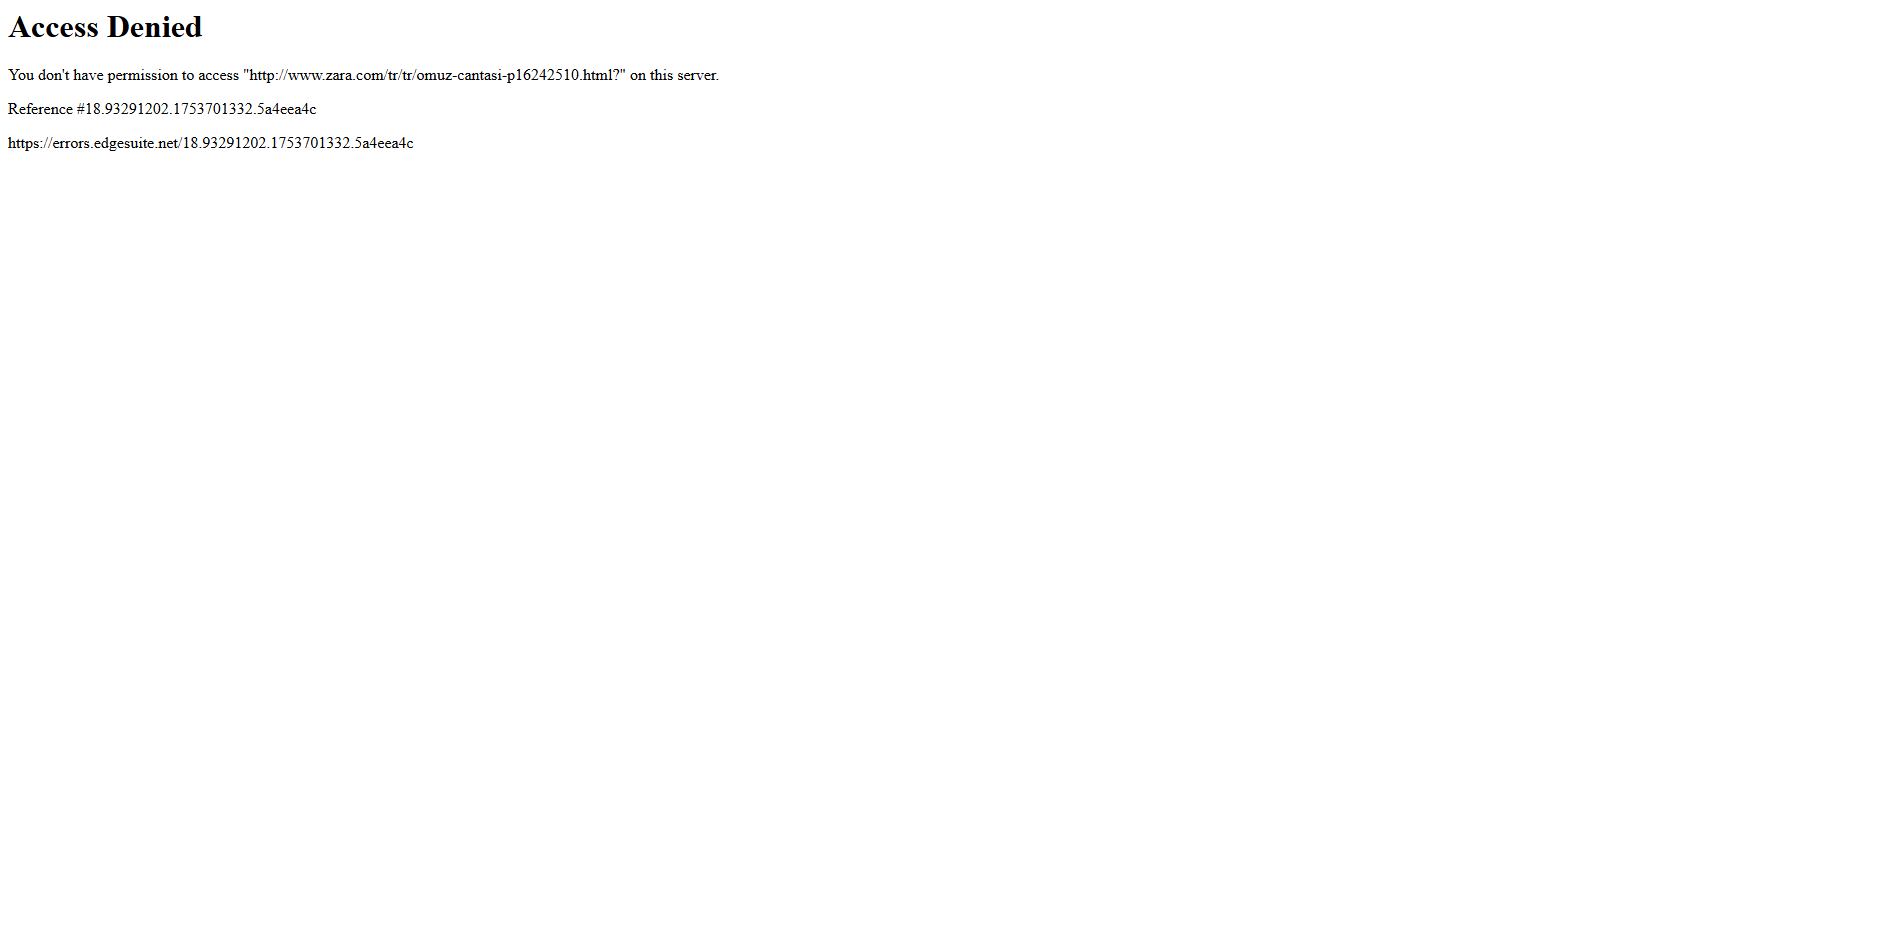 Access Denied
You don't have permission to access "http://www.zara.com/tr/tr/omuz-cantasi-p16242510.html?" on this server.
Reference #18.93291202.1753701332.5a4eea4c
https://errors.edgesuite.net/18.93291202.1753701332.5a4eea4c